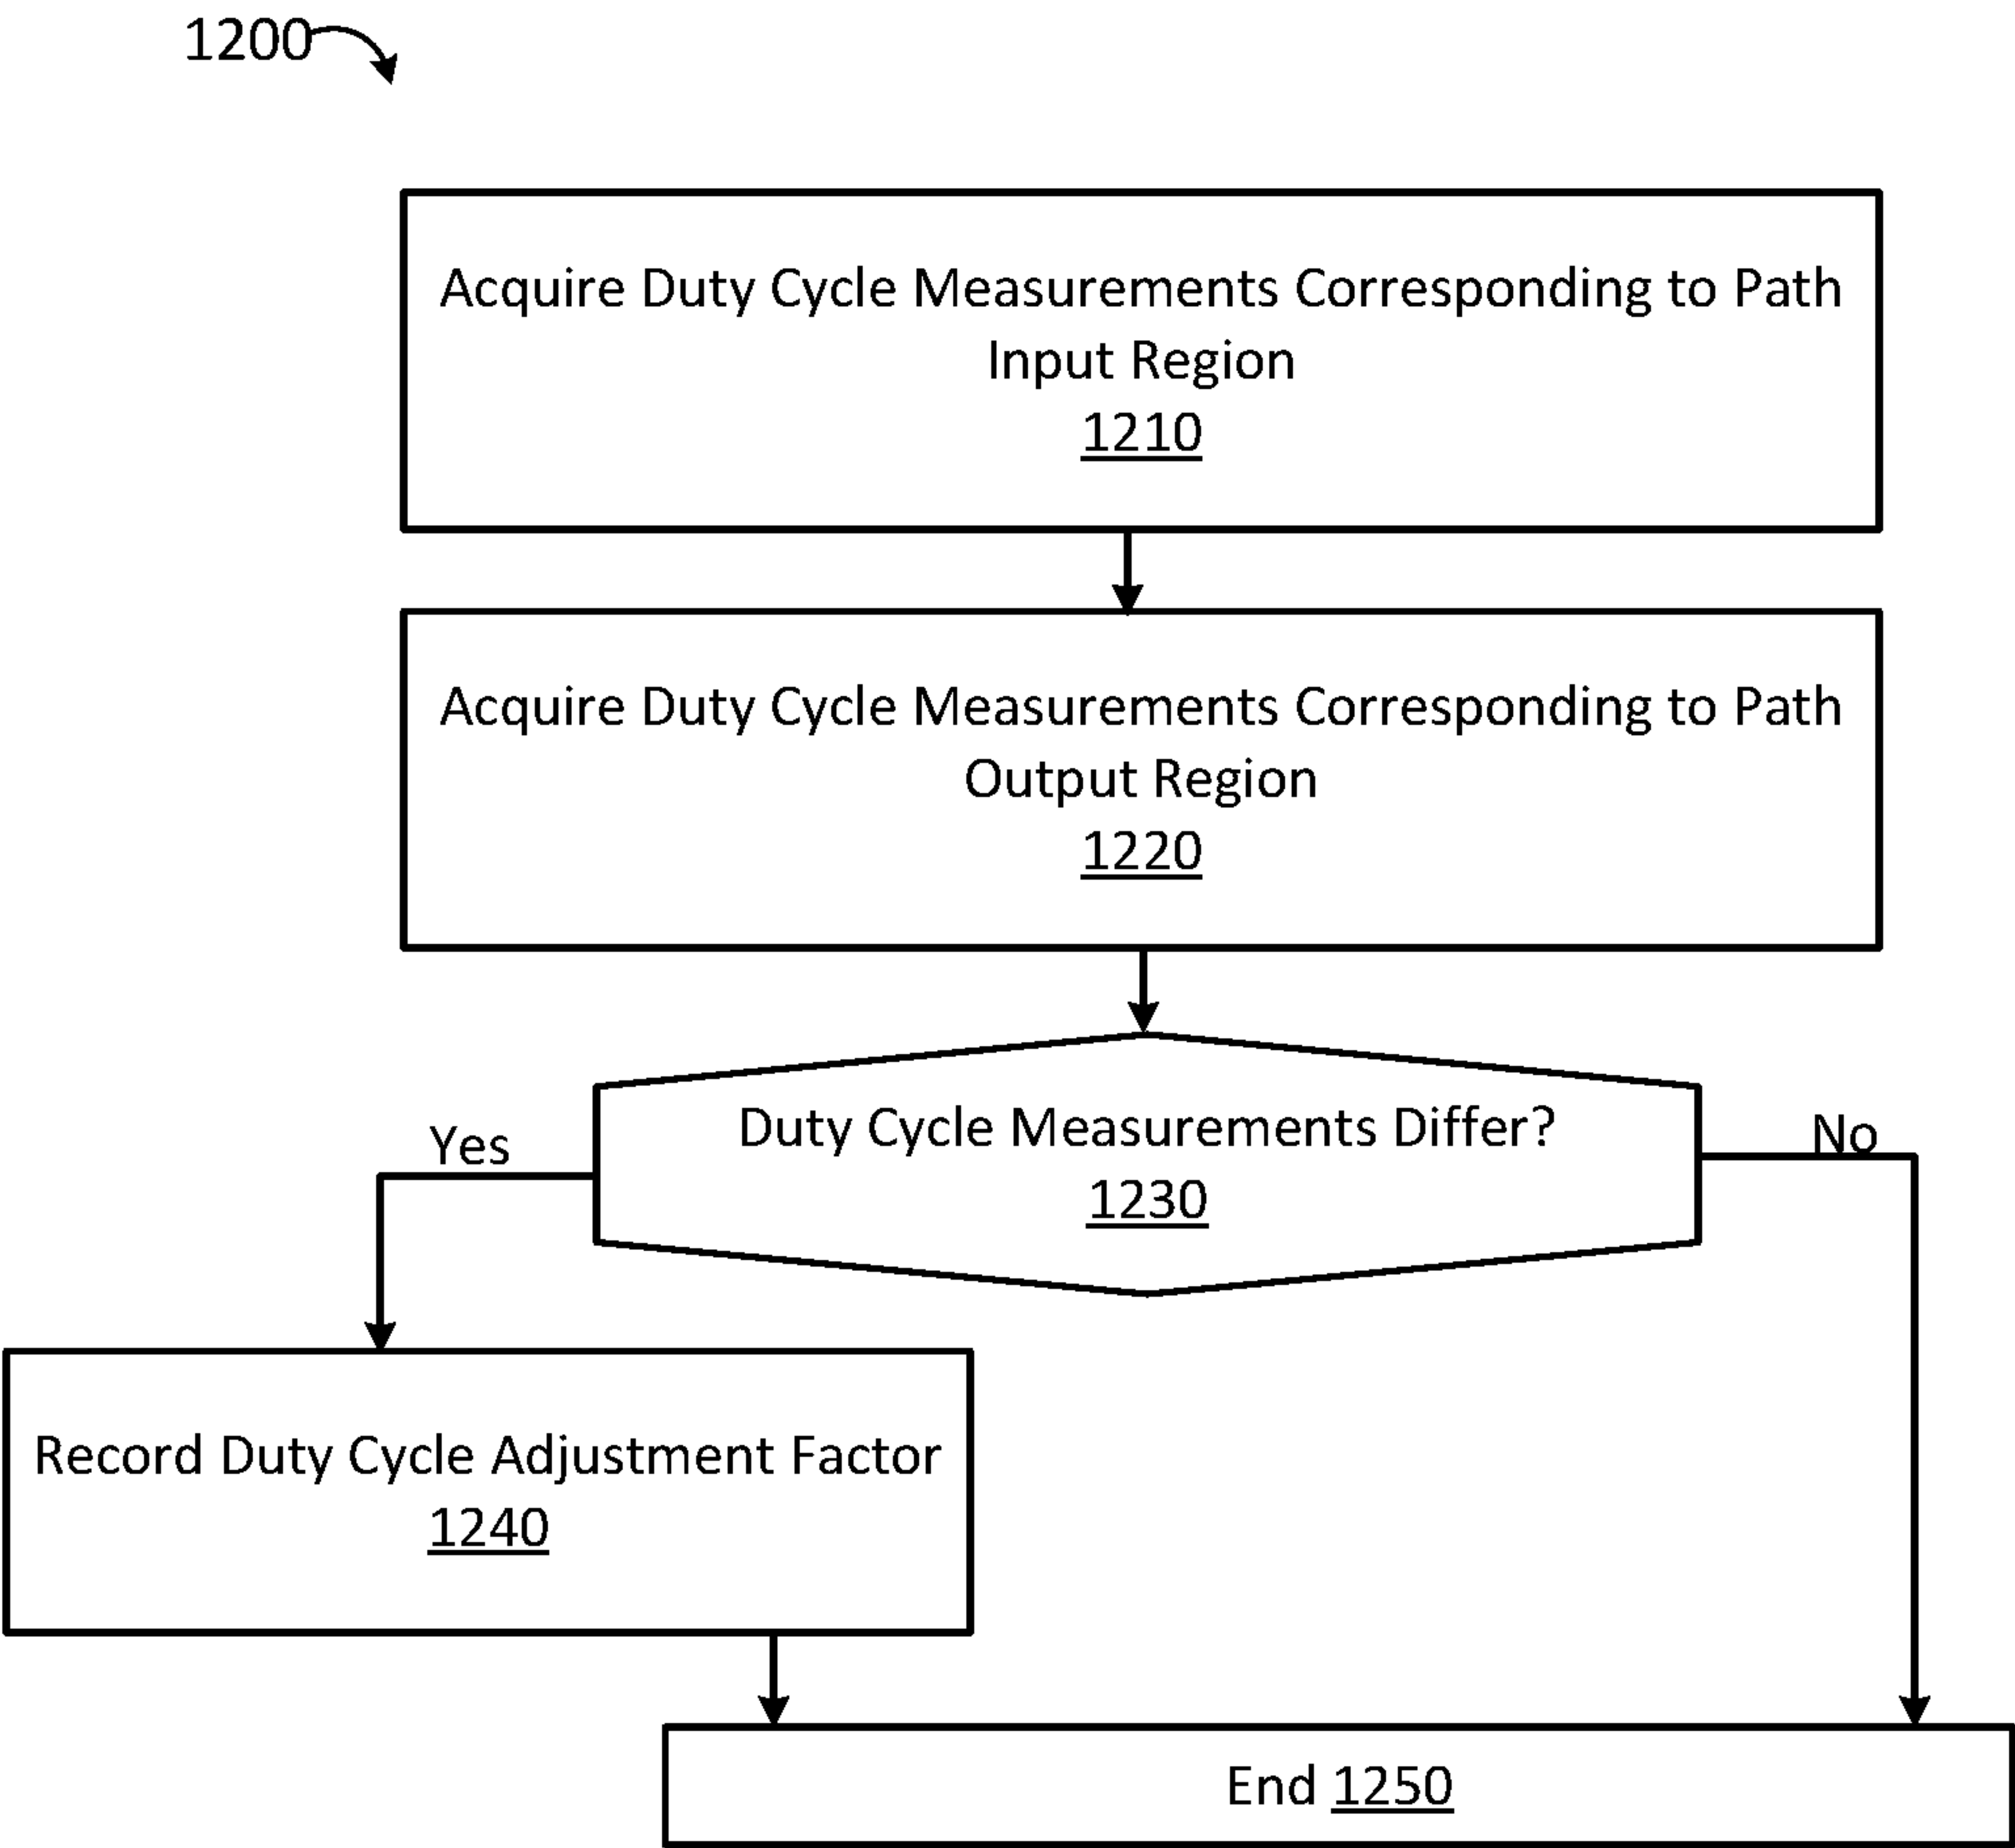 1200
Acquire Duty Cycle Measurements Corresponding to Path
Input Region
1210
Acquire Duty Cycle Measurements Corresponding to Path
Output Region
1220
Duty Cycle Measurements Differ?
1230
Yes
No
Record Duty Cycle Adjustment Factor
1240
End 1250